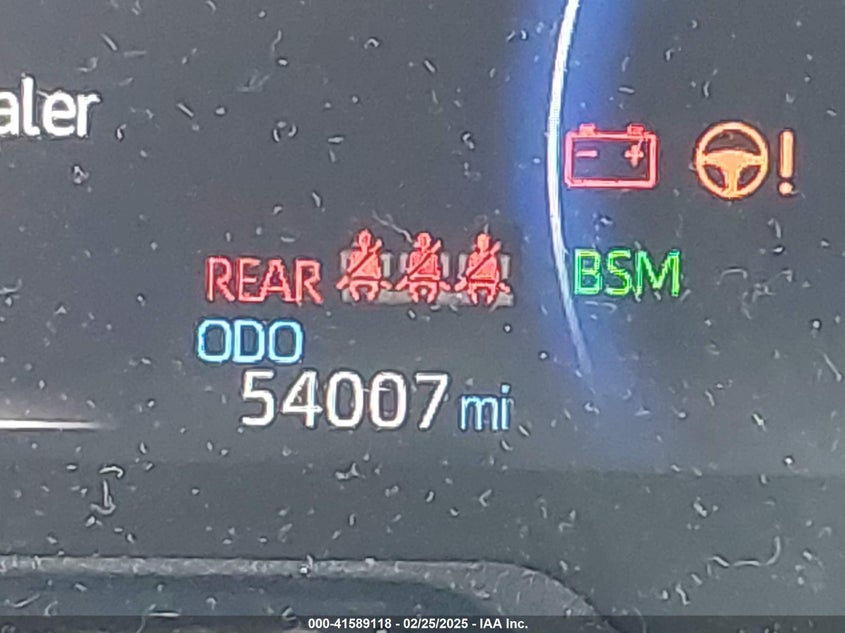 aler
REAR
BSM
ODO
54007 mi
000-41589118 - 02/25/2025 - IAA Inc.